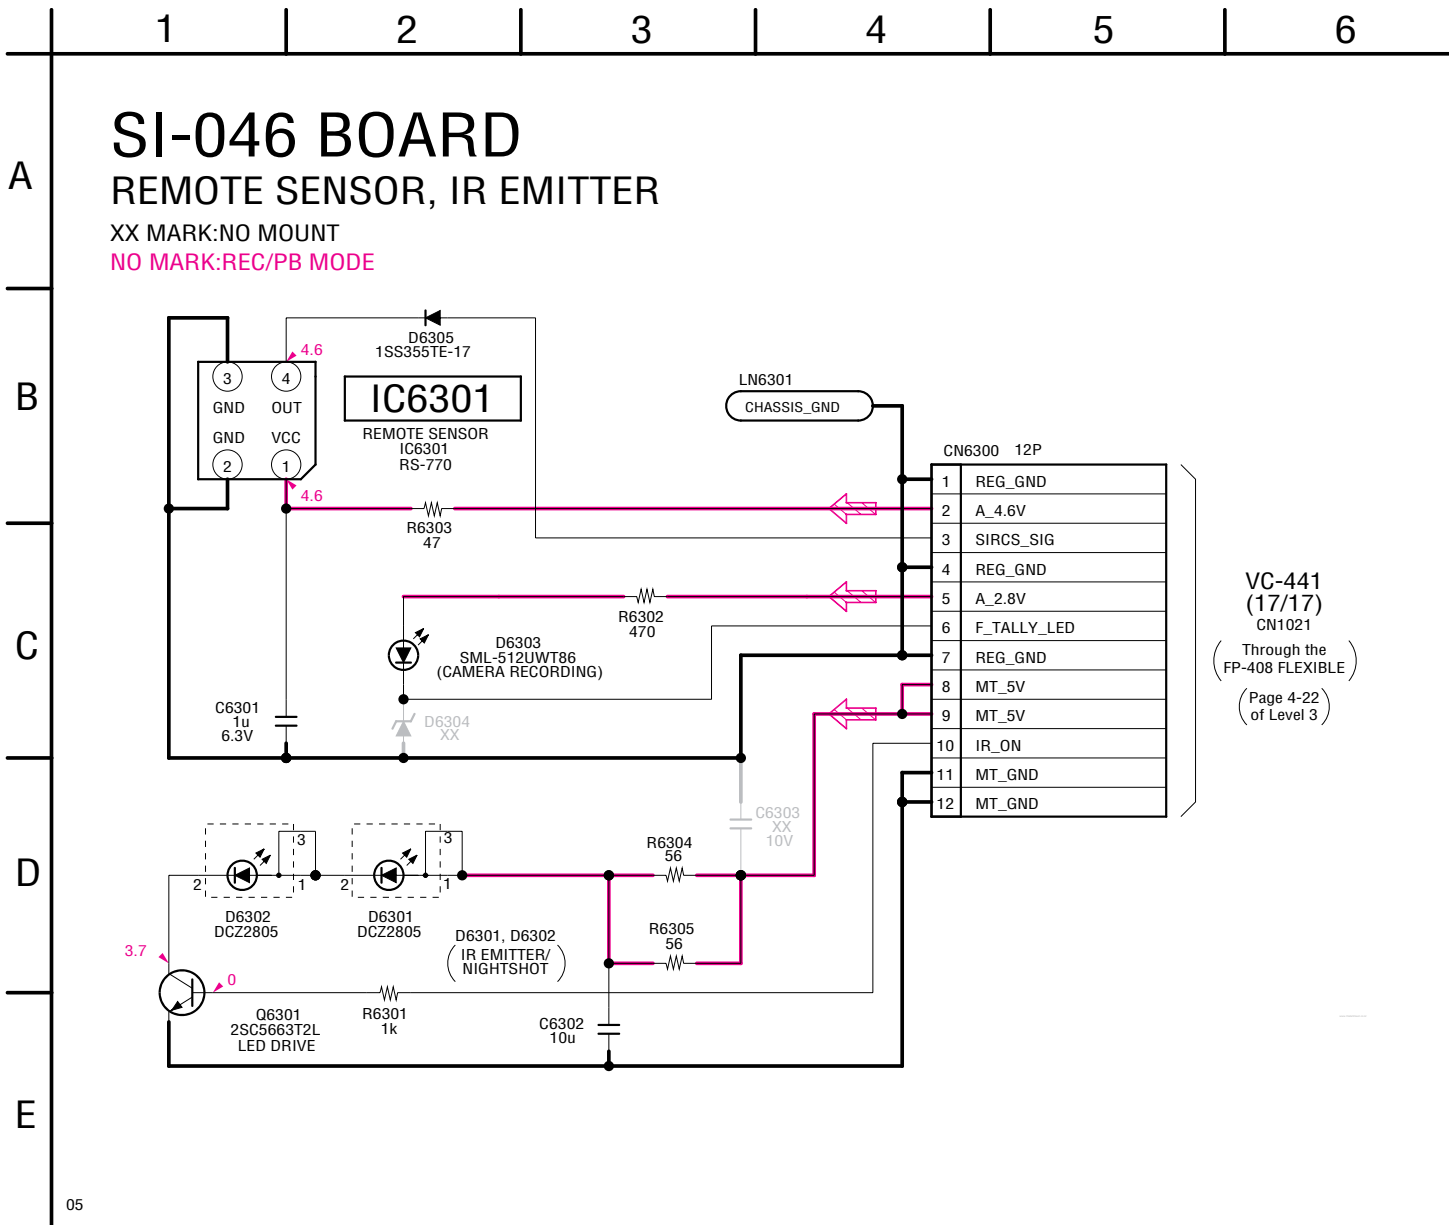 1 2 3 4 5 6
A
SI-046 BOARD
REMOTE SENSOR, IR EMITTER
XX MARK:NO MOUNT
NO MARK:REC/PB MODE
B
D6305
1SS355TE-17
4.6
3 4
GND OUT
GND VCC
2 1
4.6
IC6301
REMOTE SENSOR
IC6301
RS-770
LN6301
CHASSIS_GND
R6303
47
CN6300 12P
1 REG_GND
2 A_4.6V
3 SIRCS_SIG
4 REG_GND
5 A_2.8V
6 F_TALLY_LED
7 REG_GND
8 MT_5V
9 MT_5V
10 IR_ON
11 MT_GND
12 MT_GND
VC-441
(17/17)
CN1021
(Through the
FP-408 FLEXIBLE)
(Page 4-22
of Level 3)
C
R6302
470
D6303
SML-512UWT86
(CAMERA RECORDING)
C6301
1u
6.3V
D6304
XX
C6303
XX
10V
D
3
2 1
D6302
DCZ2805
3
2 1
D6301
DCZ2805
R6304
56
R6305
56
D6301, D6302
(IR EMITTER/
NIGHTSHOT)
3.7
0
Q6301
2SC5663T2L
LED DRIVE
R6301
1k
C6302
10u
E
05